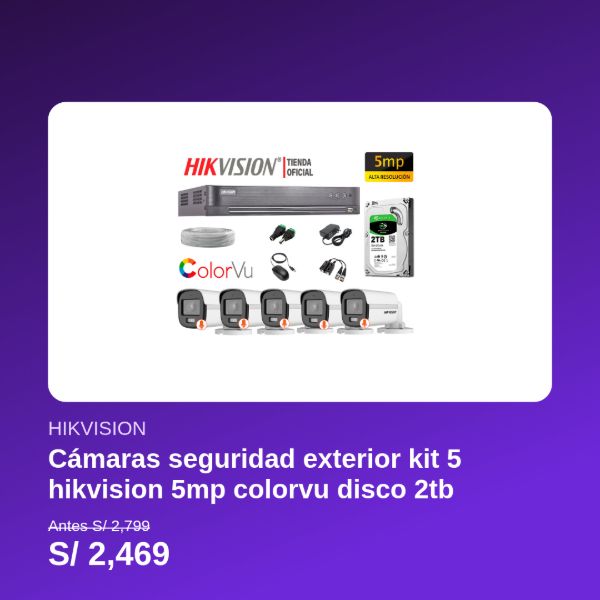 HIKVISION
TIENDA
OFICIAL
5mp
ALTA RESOLUCIÓN
2TB
ColorVu
HIKVISION
HIKVISION
Cámaras seguridad exterior kit 5
hikvision 5mp colorvu disco 2tb
Antes S/ 2,799
S/ 2,469